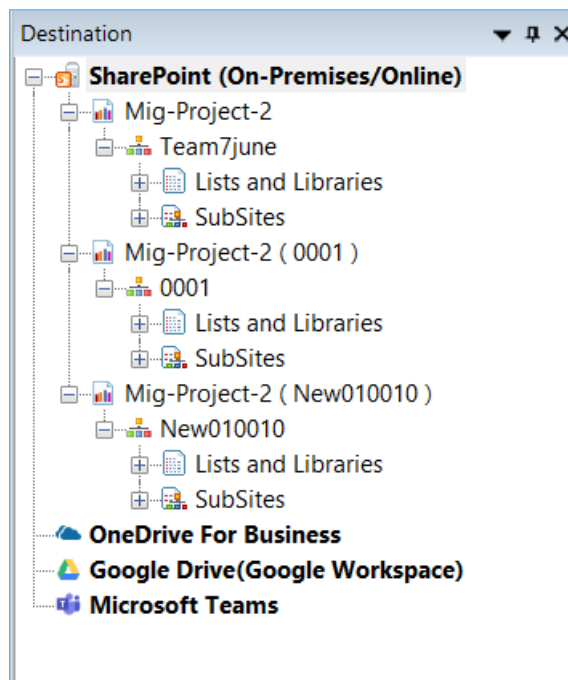 Destination
SharePoint (On-Premises/Online)
Mig-Project-2
Team7june
Lists and Libraries
SubSites
Mig-Project-2 ( 0001 )
0001
Lists and Libraries
SubSites
Mig-Project-2 ( New010010 )
New010010
Lists and Libraries
SubSites
OneDrive For Business
Google Drive(Google Workspace)
Microsoft Teams